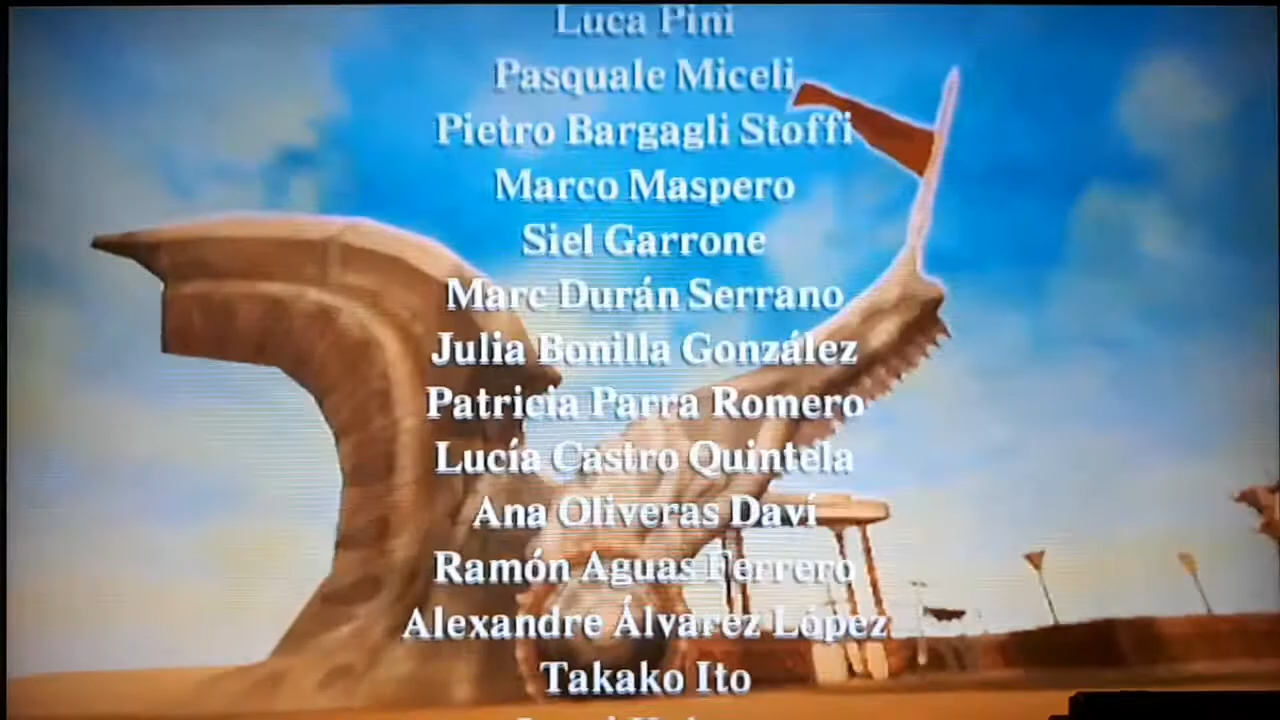 Luca Pini
Pasquale Miceli
Pietro Bargagli Stoffi
Marco Maspero
Siel Garrone
Marc Durán Serrano
Julia Bonilla González
Patricia Parra Romero
Lucía Castro Quintela
Ana Oliveras Daví
Ramón Aguas Ferrero
Alexandre Álvarez López
Takako Ito